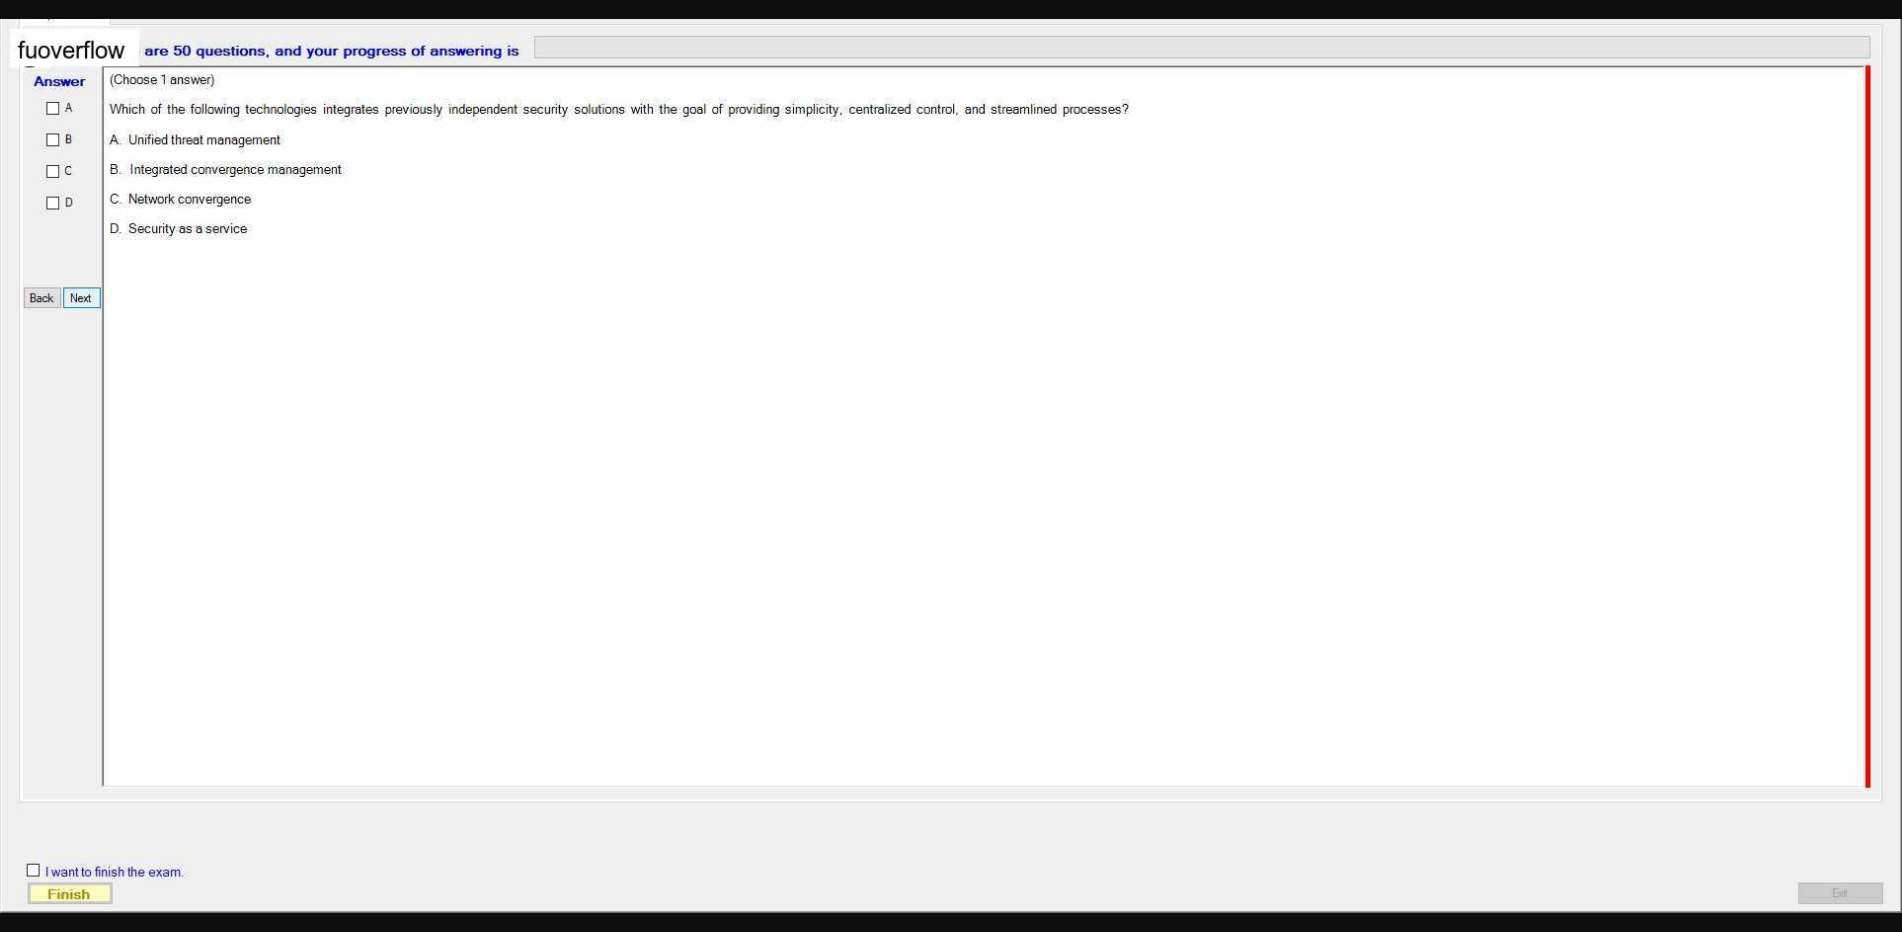 fuoverflow are 50 questions, and your progress of answering is
Answer
(Choose 1 answer)
A
Which of the following technologies integrates previously independent security solutions with the goal of providing simplicity, centralized control, and streamlined processes?
B
A. Unified threat management
C
B. Integrated convergence management
D
C. Network convergence
D. Security as a service
Back Next
I want to finish the exam.
Finish
Exit